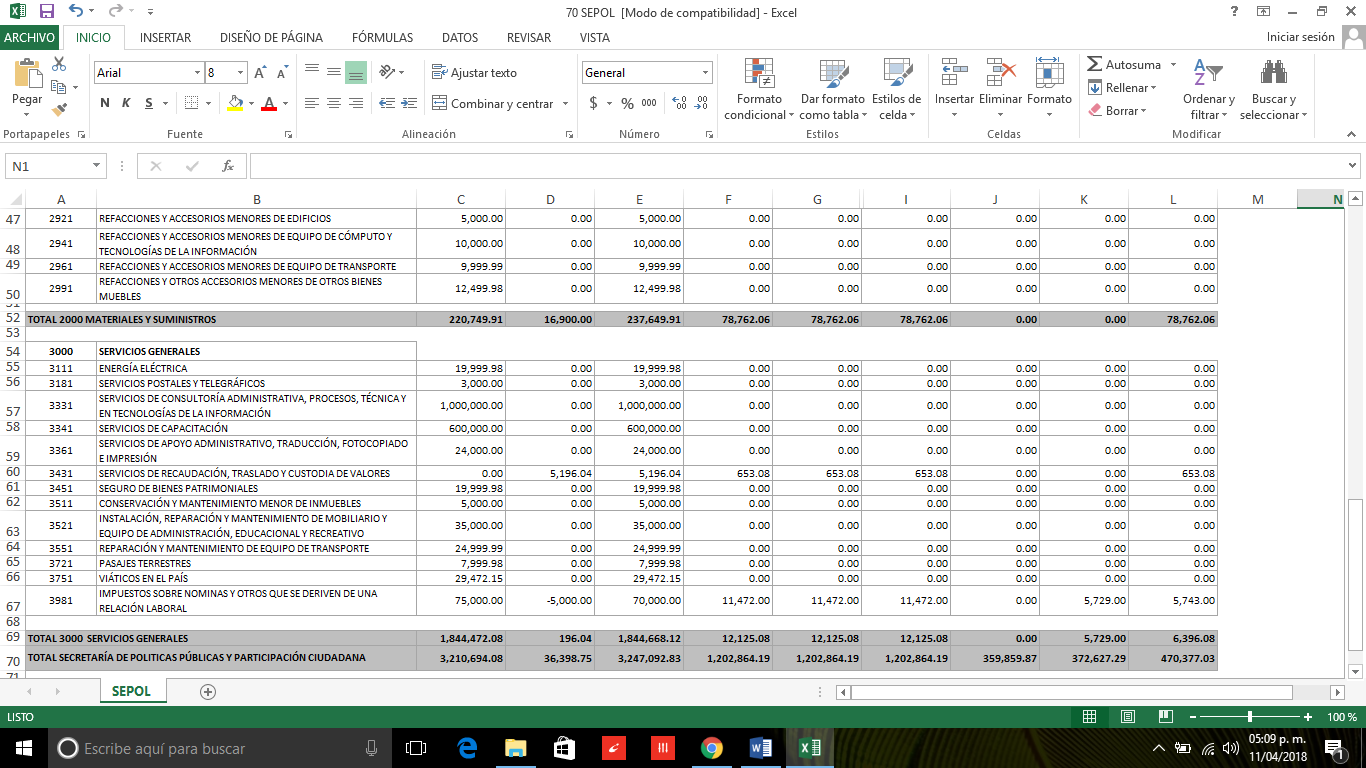 70 SEPOL [Modo de compatibilidad] - Excel
ARCHIVO INICIO INSERTAR DISEÑO DE PÁGINA FÓRMULAS DATOS REVISAR VISTA Iniciar sesión
Arial 8 Ajustar texto General Autosuma
Pegar N K S Combinar y centrar $ % 000 Formato condicional Dar formato como tabla Estilos de celda Insertar Eliminar Formato Rellenar Borrar Ordenar y filtrar Buscar y seleccionar
Portapapeles Fuente Alineación Número Estilos Celdas Modificar
N1 fx
A B C D E F G I J K L M N
47 2921 REFACCIONES Y ACCESORIOS MENORES DE EDIFICIOS 5,000.00 0.00 5,000.00 0.00 0.00 0.00 0.00 0.00 0.00
48 2941 REFACCIONES Y ACCESORIOS MENORES DE EQUIPO DE CÓMPUTO Y TECNOLOGÍAS DE LA INFORMACIÓN 10,000.00 0.00 10,000.00 0.00 0.00 0.00 0.00 0.00 0.00
49 2961 REFACCIONES Y ACCESORIOS MENORES DE EQUIPO DE TRANSPORTE 9,999.99 0.00 9,999.99 0.00 0.00 0.00 0.00 0.00 0.00
50 2991 REFACCIONES Y OTROS ACCESORIOS MENORES DE OTROS BIENES MUEBLES 12,499.98 0.00 12,499.98 0.00 0.00 0.00 0.00 0.00 0.00
52 TOTAL 2000 MATERIALES Y SUMINISTROS 220,749.91 16,900.00 237,649.91 78,762.06 78,762.06 78,762.06 0.00 0.00 78,762.06
53
54 3000 SERVICIOS GENERALES
55 3111 ENERGÍA ELÉCTRICA 19,999.98 0.00 19,999.98 0.00 0.00 0.00 0.00 0.00 0.00
56 3181 SERVICIOS POSTALES Y TELEGRÁFICOS 3,000.00 0.00 3,000.00 0.00 0.00 0.00 0.00 0.00 0.00
57 3331 SERVICIOS DE CONSULTORÍA ADMINISTRATIVA, PROCESOS, TÉCNICA Y EN TECNOLOGÍAS DE LA INFORMACIÓN 1,000,000.00 0.00 1,000,000.00 0.00 0.00 0.00 0.00 0.00 0.00
58 3341 SERVICIOS DE CAPACITACIÓN 600,000.00 0.00 600,000.00 0.00 0.00 0.00 0.00 0.00 0.00
59 3361 SERVICIOS DE APOYO ADMINISTRATIVO, TRADUCCIÓN, FOTOCOPIADO E IMPRESIÓN 24,000.00 0.00 24,000.00 0.00 0.00 0.00 0.00 0.00 0.00
60 3431 SERVICIOS DE RECAUDACIÓN, TRASLADO Y CUSTODIA DE VALORES 0.00 5,196.04 5,196.04 653.08 653.08 653.08 0.00 0.00 653.08
61 3451 SEGURO DE BIENES PATRIMONIALES 19,999.98 0.00 19,999.98 0.00 0.00 0.00 0.00 0.00 0.00
62 3511 CONSERVACIÓN Y MANTENIMIENTO MENOR DE INMUEBLES 5,000.00 0.00 5,000.00 0.00 0.00 0.00 0.00 0.00 0.00
63 3521 INSTALACIÓN, REPARACIÓN Y MANTENIMIENTO DE MOBILIARIO Y EQUIPO DE ADMINISTRACIÓN, EDUCACIONAL Y RECREATIVO 35,000.00 0.00 35,000.00 0.00 0.00 0.00 0.00 0.00 0.00
64 3551 REPARACIÓN Y MANTENIMIENTO DE EQUIPO DE TRANSPORTE 24,999.99 0.00 24,999.99 0.00 0.00 0.00 0.00 0.00 0.00
65 3721 PASAJES TERRESTRES 7,999.98 0.00 7,999.98 0.00 0.00 0.00 0.00 0.00 0.00
66 3751 VIÁTICOS EN EL PAÍS 29,472.15 0.00 29,472.15 0.00 0.00 0.00 0.00 0.00 0.00
67 3981 IMPUESTOS SOBRE NOMINAS Y OTROS QUE SE DERIVEN DE UNA RELACIÓN LABORAL 75,000.00 -5,000.00 70,000.00 11,472.00 11,472.00 11,472.00 0.00 5,729.00 5,743.00
68
69 TOTAL 3000 SERVICIOS GENERALES 1,844,472.08 196.04 1,844,668.12 12,125.08 12,125.08 12,125.08 0.00 5,729.00 6,396.08
70 TOTAL SECRETARÍA DE POLITICAS PÚBLICAS Y PARTICIPACIÓN CIUDADANA 3,210,694.08 36,398.75 3,247,092.83 1,202,864.19 1,202,864.19 1,202,864.19 359,859.87 372,627.29 470,377.03
SEPOL
LISTO 100 %
Escribe aquí para buscar
05:09 p. m.
11/04/2018